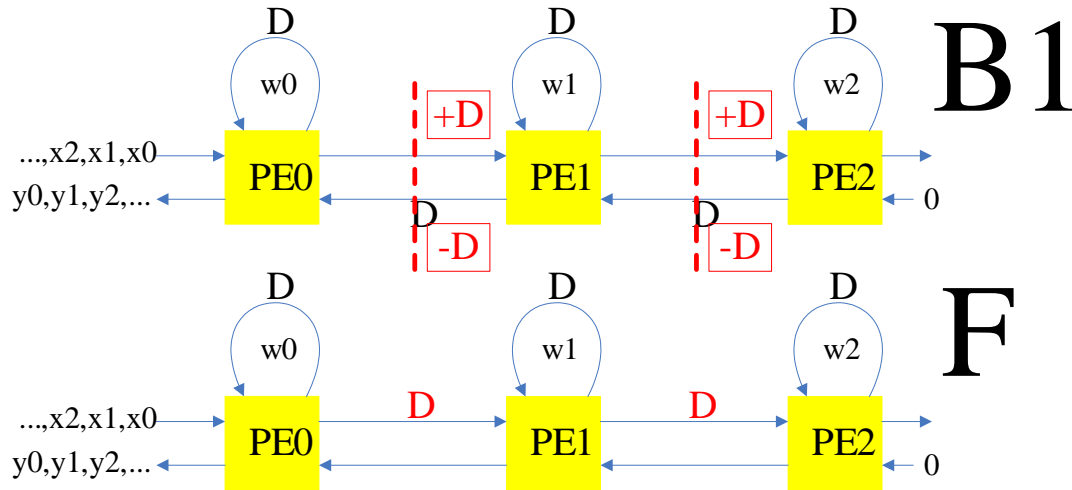 D D D B1
w0 w1 w2
+D +D
...,x2,x1,x0 PE0 PE1 PE2
y0,y1,y2,... 0
D D
-D -D
D D D F
w0 w1 w2
...,x2,x1,x0 PE0 D PE1 D PE2
y0,y1,y2,... 0